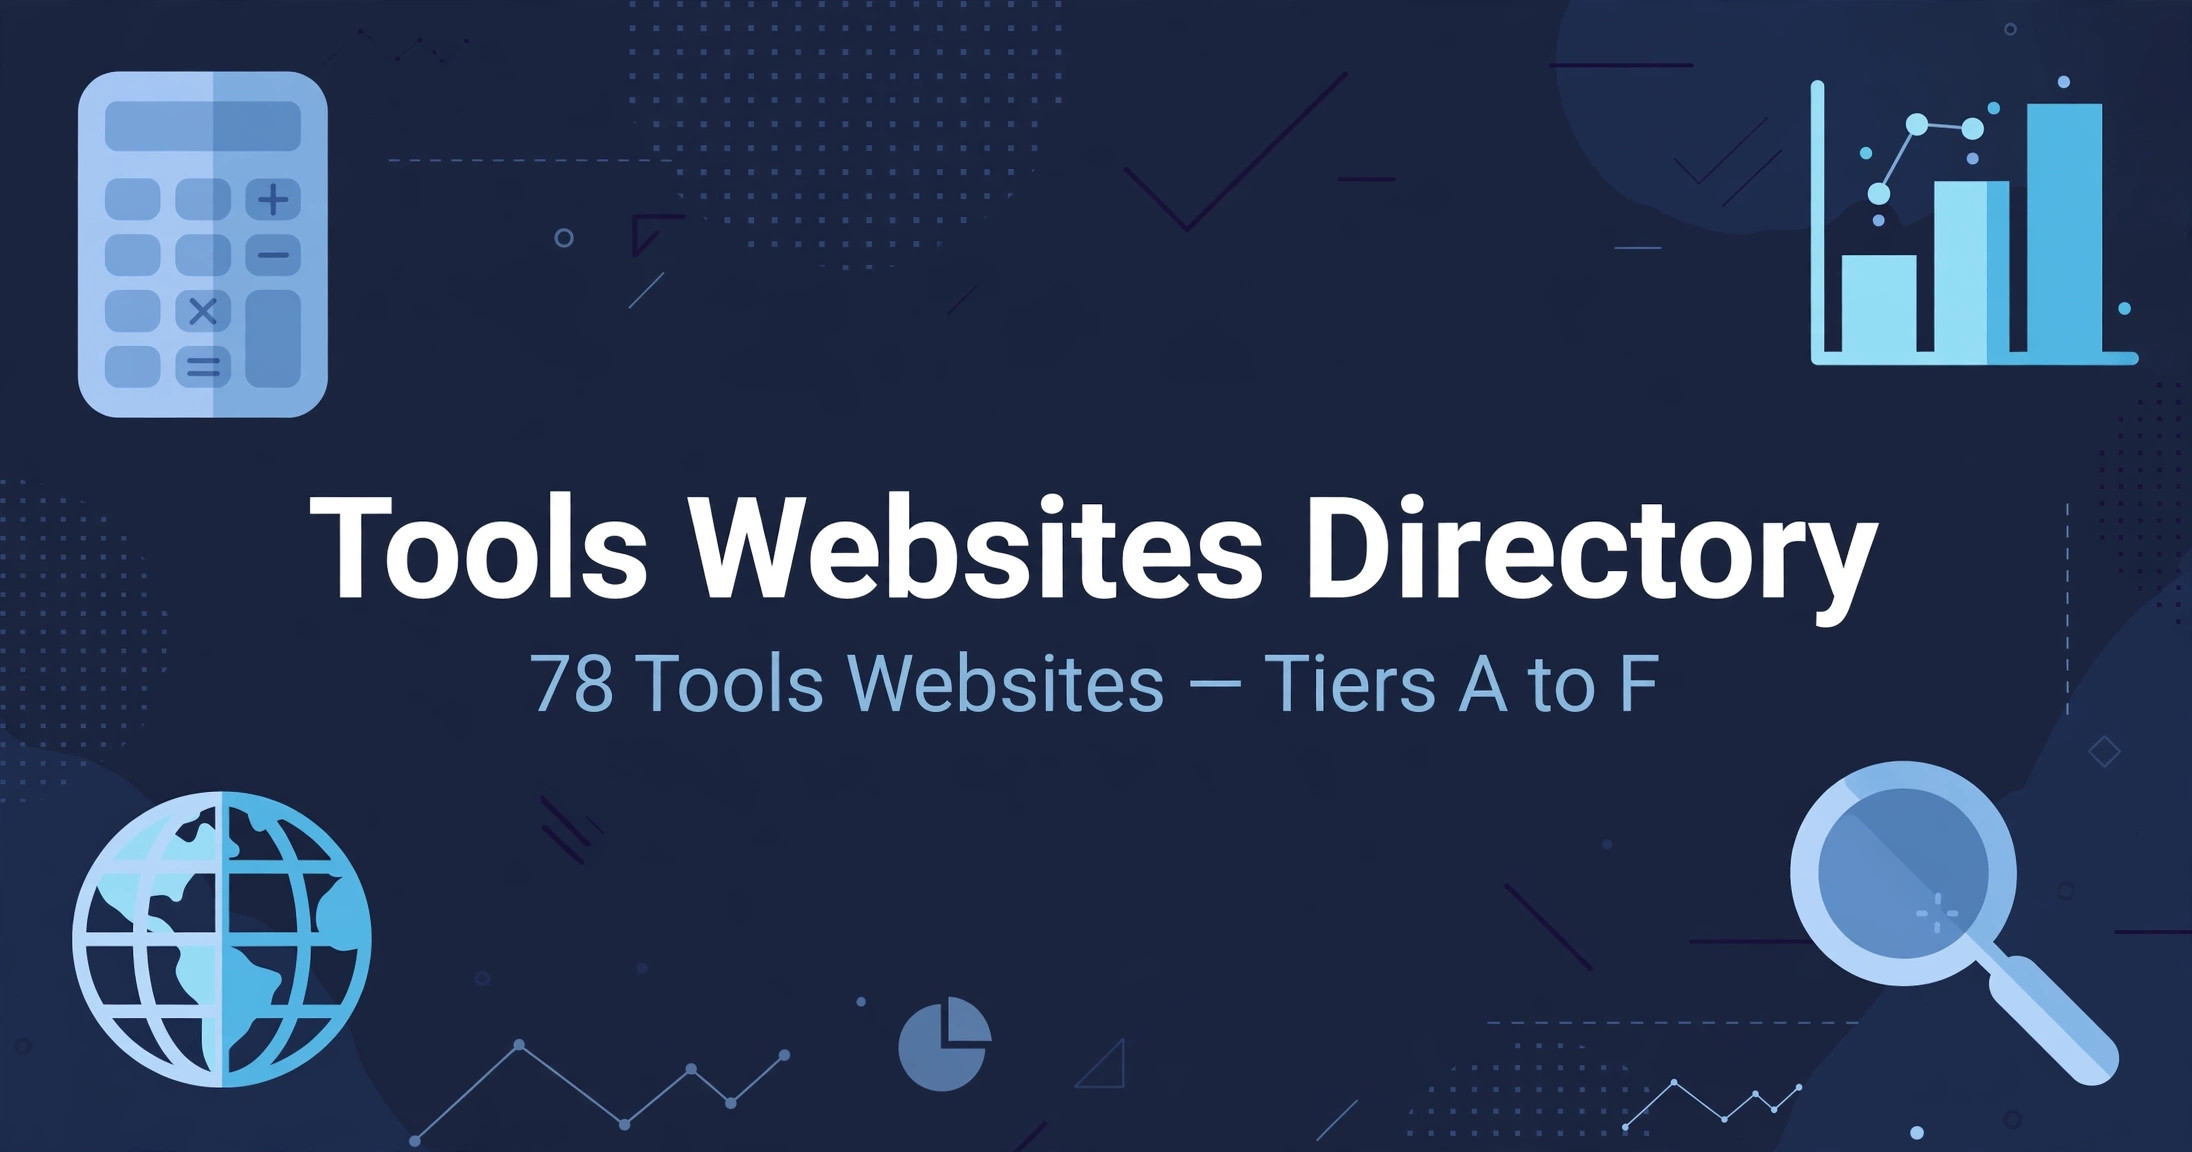 Tools Websites Directory
78 Tools Websites — Tiers A to F